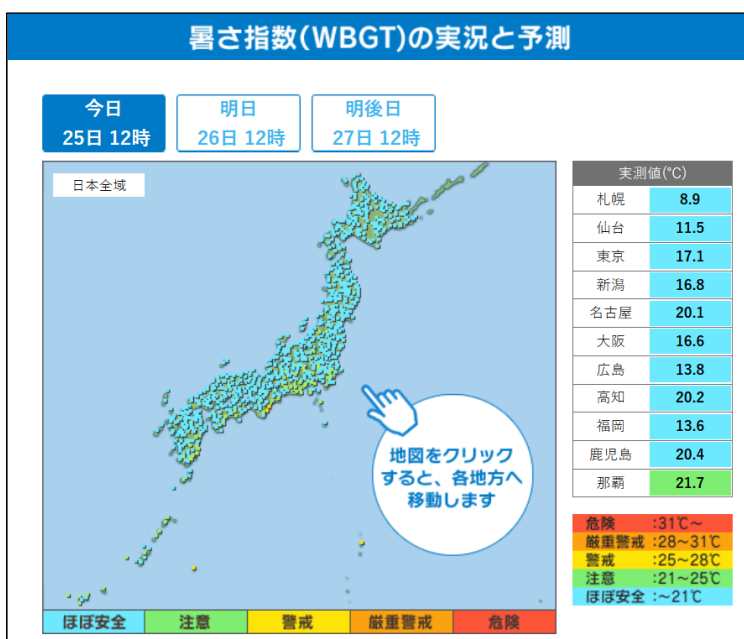 暑さ指数(WBGT)の実況と予測
今日
25日 12時
明日
26日 12時
明後日
27日 12時
日本全域
地図をクリック
すると、各地方へ
移動します
実測値(°C)
札幌 8.9
仙台 11.5
東京 17.1
新潟 16.8
名古屋 20.1
大阪 16.6
広島 13.8
高知 20.2
福岡 13.6
鹿児島 20.4
那覇 21.7
危険 :31℃～
厳重警戒 :28～31℃
警戒 :25～28℃
注意 :21～25℃
ほぼ安全 :～21℃
ほぼ安全 注意 警戒 厳重警戒 危険